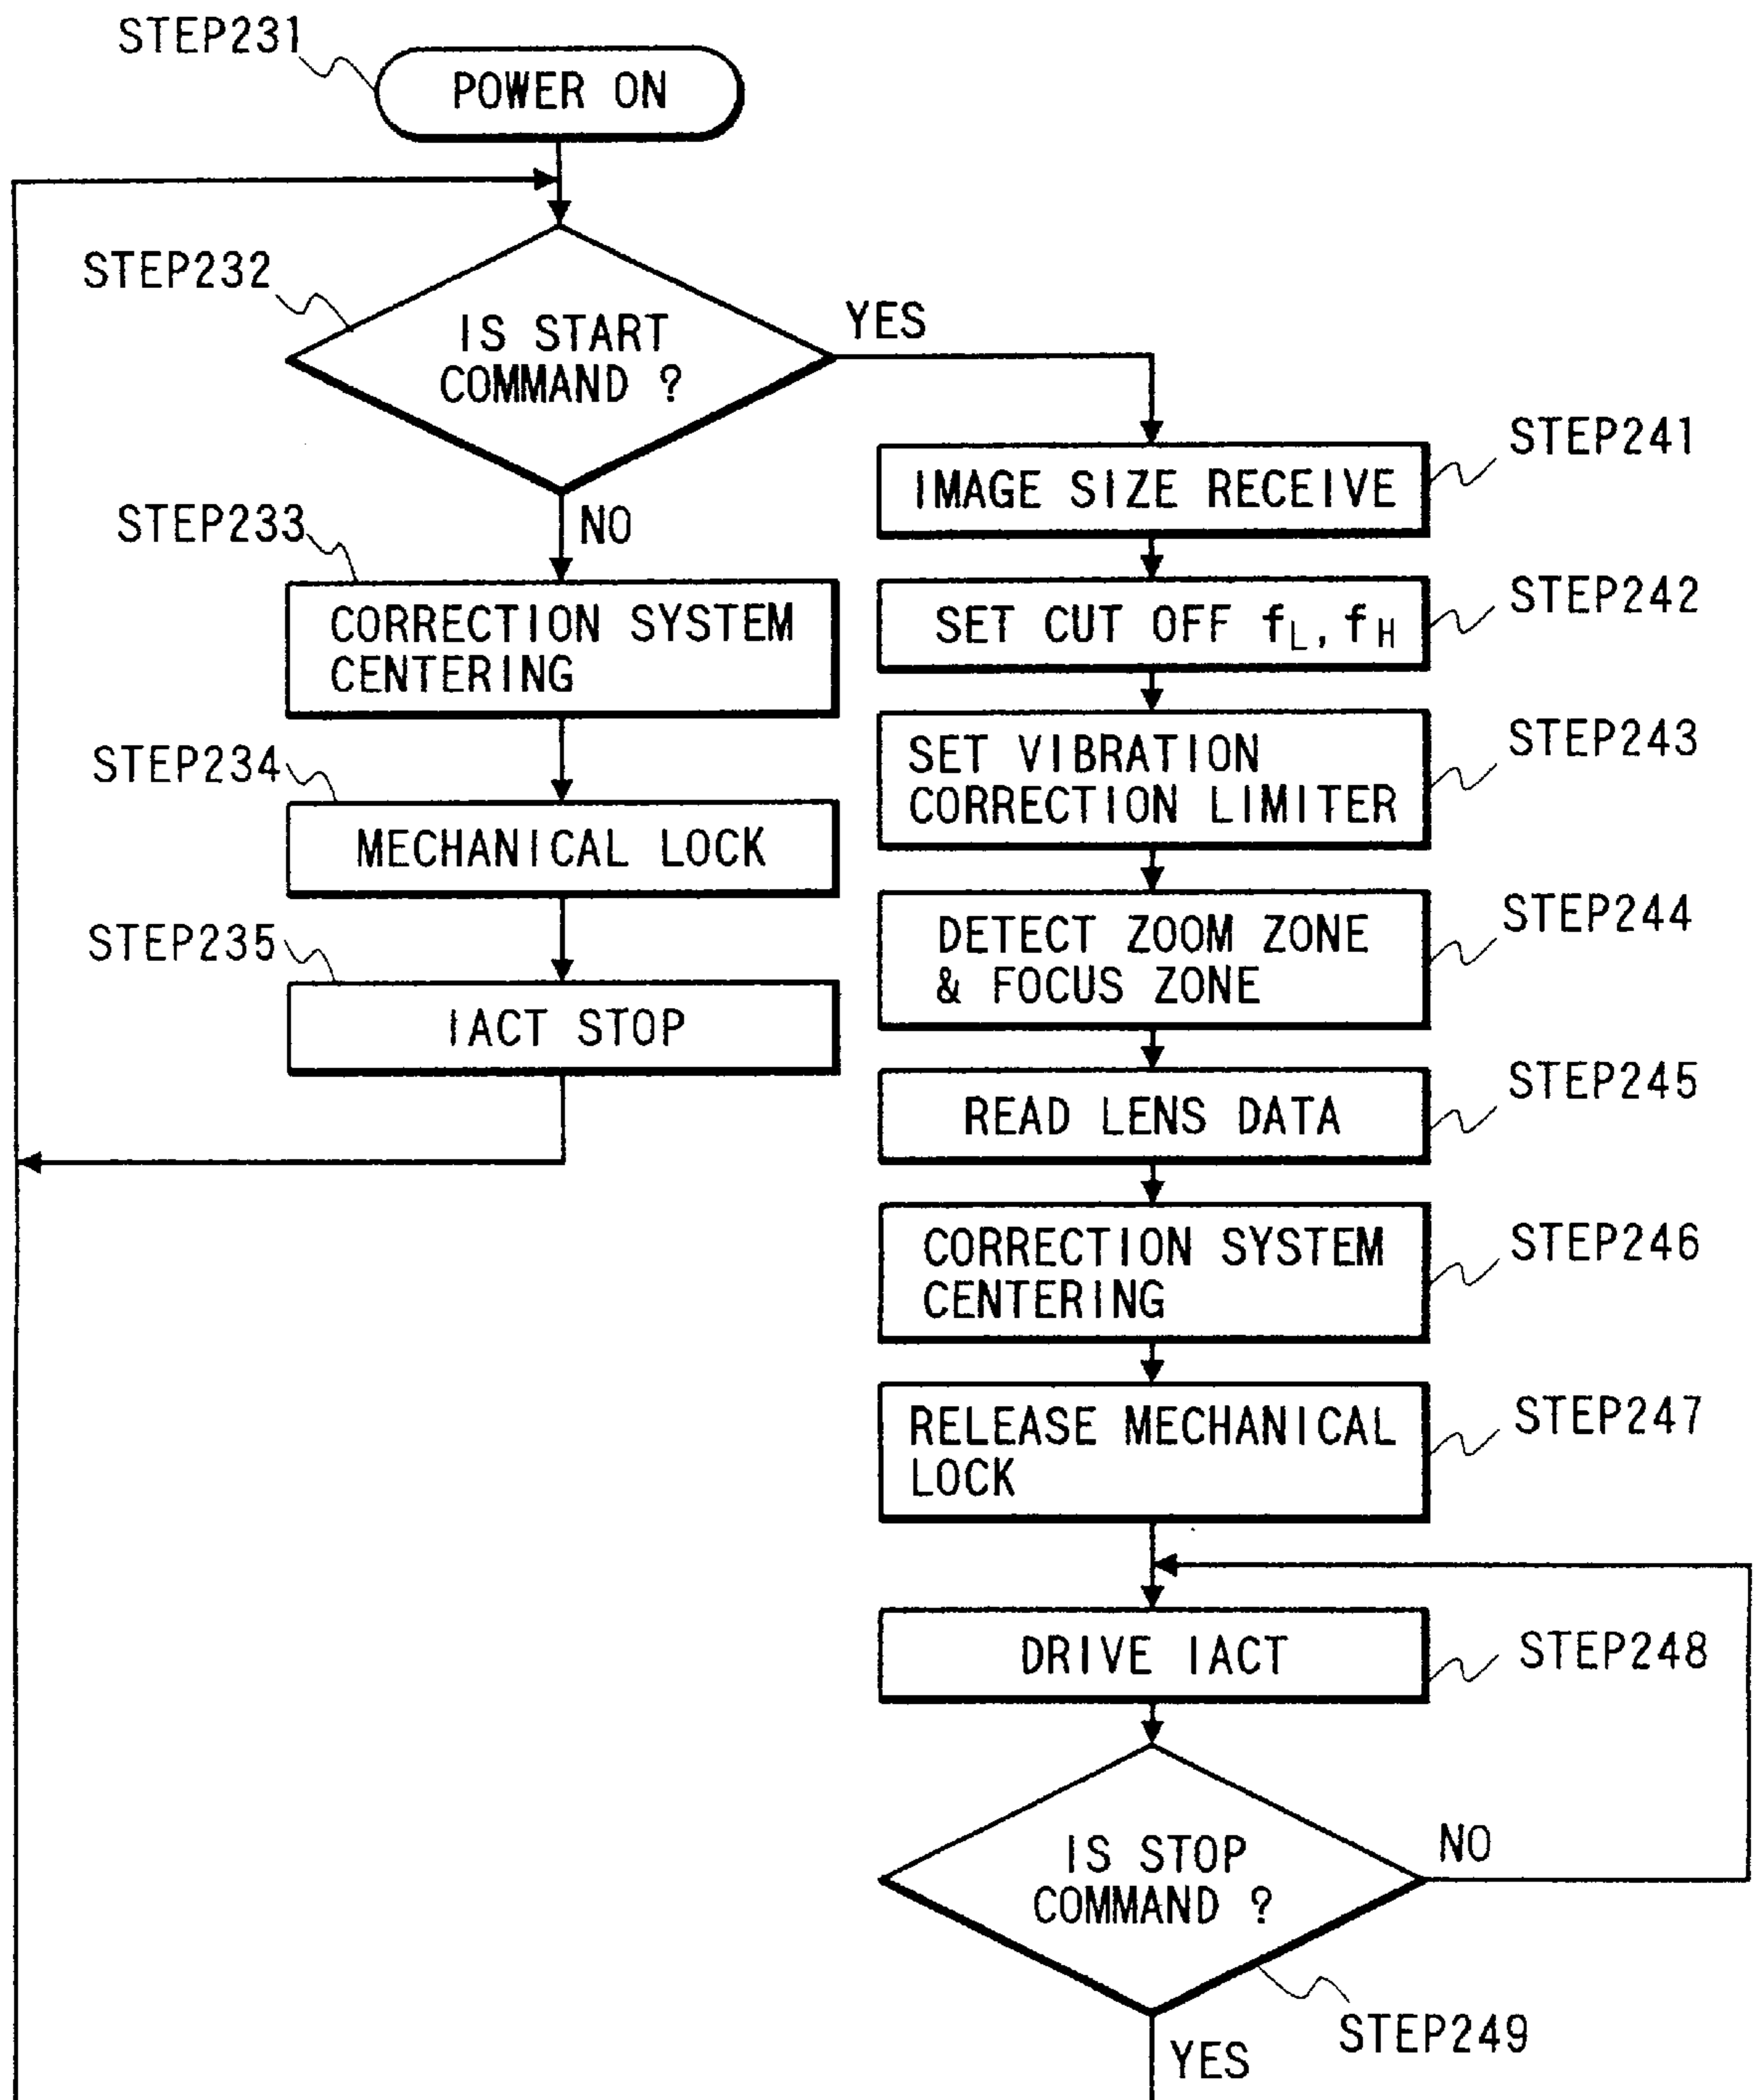 STEP231
POWER ON
STEP232
IS START
COMMAND ?
YES
NO
STEP233
CORRECTION SYSTEM
CENTERING
STEP234
MECHANICAL LOCK
STEP235
IACT STOP
IMAGE SIZE RECEIVE
STEP241
SET CUT OFF fL, fH
STEP242
SET VIBRATION
CORRECTION LIMITER
STEP243
DETECT ZOOM ZONE
& FOCUS ZONE
STEP244
READ LENS DATA
STEP245
CORRECTION SYSTEM
CENTERING
STEP246
RELEASE MECHANICAL
LOCK
STEP247
DRIVE IACT
STEP248
IS STOP
COMMAND ?
NO
STEP249
YES